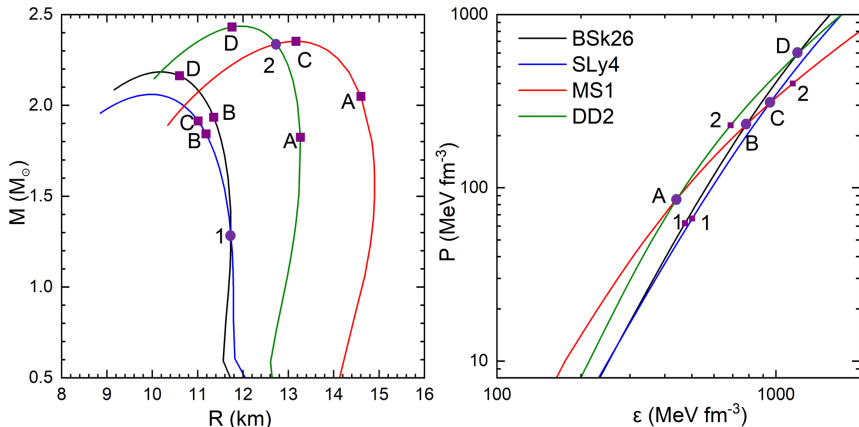 2.5
2.0
1.5
1.0
0.5
M (M⊙)
8 9 10 11 12 13 14 15 16
R (km)
D
D
2
C
A
B
C
B
A
1
1000
100
10
P (MeV fm⁻³)
100 1000
ε (MeV fm⁻³)
BSk26
SLy4
MS1
DD2
D
2
C
2
B
A
1 1